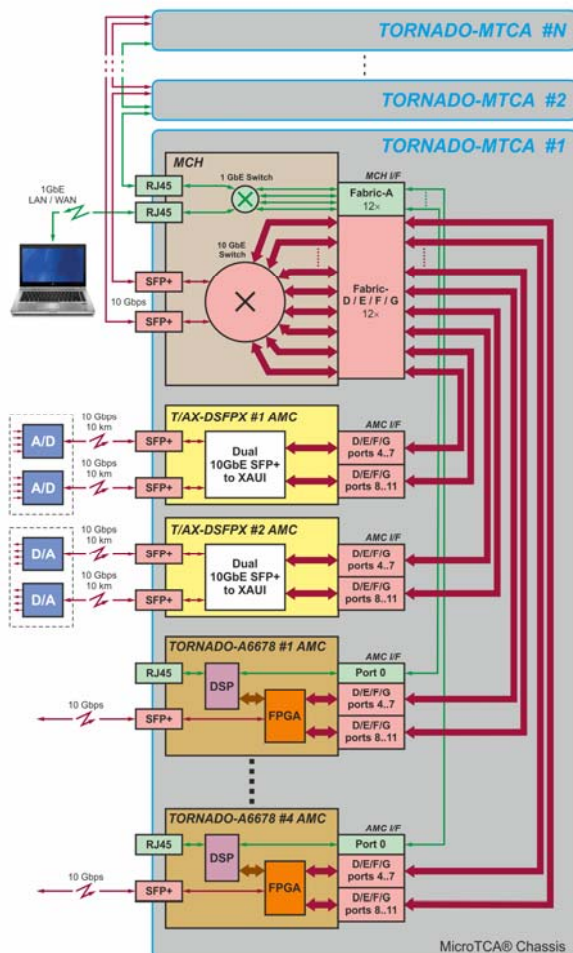 TORNADO-MTCA #N
TORNADO-MTCA #2
TORNADO-MTCA #1
MCH
MCH I/F
1 GbE Switch
RJ45
Fabric-A
12×
1GbE
LAN / WAN
RJ45
10 GbE
Switch
SFP+
Fabric-
D / E / F / G
12×
10 Gbps
SFP+
T/AX-DSFPX #1 AMC
AMC I/F
10 Gbps
10 km
A/D
SFP+
Dual
10GbE SFP+
to XAUI
D/E/F/G
ports 4..7
10 Gbps
10 km
A/D
SFP+
D/E/F/G
ports 8..11
T/AX-DSFPX #2 AMC
AMC I/F
10 Gbps
10 km
D/A
SFP+
Dual
10GbE SFP+
to XAUI
D/E/F/G
ports 4..7
10 Gbps
10 km
D/A
SFP+
D/E/F/G
ports 8..11
TORNADO-A6678 #1 AMC
AMC I/F
RJ45
DSP
Port 0
10 Gbps
SFP+
FPGA
D/E/F/G
ports 4..7
D/E/F/G
ports 8..11
TORNADO-A6678 #4 AMC
AMC I/F
RJ45
DSP
Port 0
10 Gbps
SFP+
FPGA
D/E/F/G
ports 4..7
D/E/F/G
ports 8..11
MicroTCA® Chassis